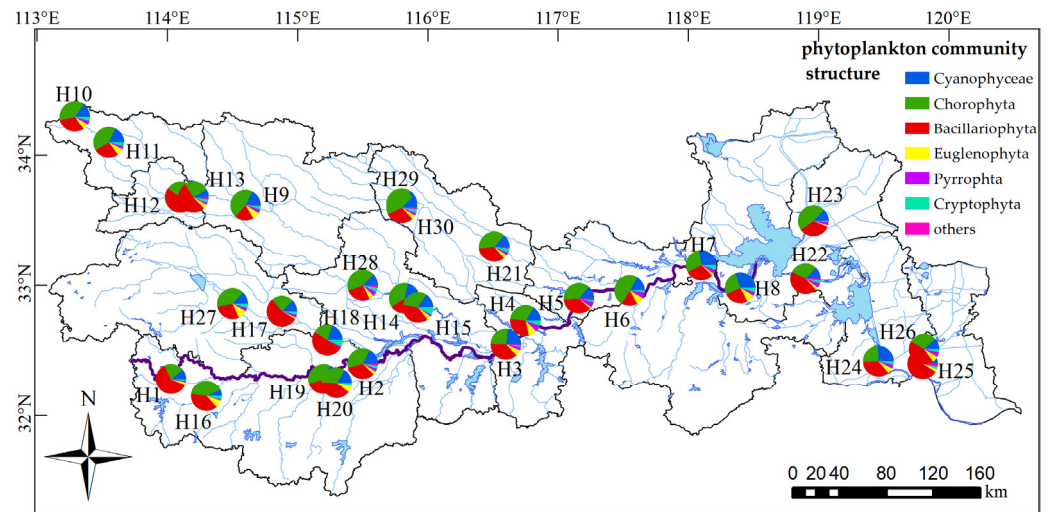 113°E 114°E 115°E 116°E 117°E 118°E 119°E 120°E
phytoplankton community
structure
Cyanophyceae
Chorophyta
Bacillariophyta
Euglenophyta
Pyrrophta
Cryptophyta
others
34°N
33°N
32°N
H10
H11
H12
H13
H9
H29
H30
H23
H7
H22
H21
H28
H4
H5
H6
H8
H27
H17
H14
H15
H18
H3
H26
H24
H25
H1
H19
H2
H20
H16
N
0 20 40 80 120 160
km